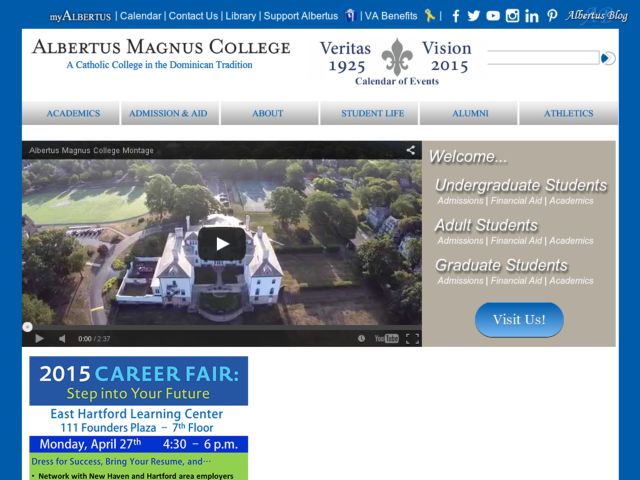 myALBERTUS | Calendar | Contact Us | Library | Support Albertus | VA Benefits | Albertus Blog
ALBERTUS MAGNUS COLLEGE
A Catholic College in the Dominican Tradition
Veritas Vision
1925 2015
Calendar of Events
ACADEMICS ADMISSION & AID ABOUT STUDENT LIFE ALUMNI ATHLETICS
Albertus Magnus College Montage
0:00 / 2:37
YouTube
Welcome...
Undergraduate Students
Admissions | Financial Aid | Academics
Adult Students
Admissions | Financial Aid | Academics
Graduate Students
Admissions | Financial Aid | Academics
Visit Us!
2015 CAREER FAIR:
Step into Your Future
East Hartford Learning Center
111 Founders Plaza – 7th Floor
Monday, April 27th 4:30 – 6 p.m.
Dress for Success, Bring Your Resume, and···
• Network with New Haven and Hartford area employers